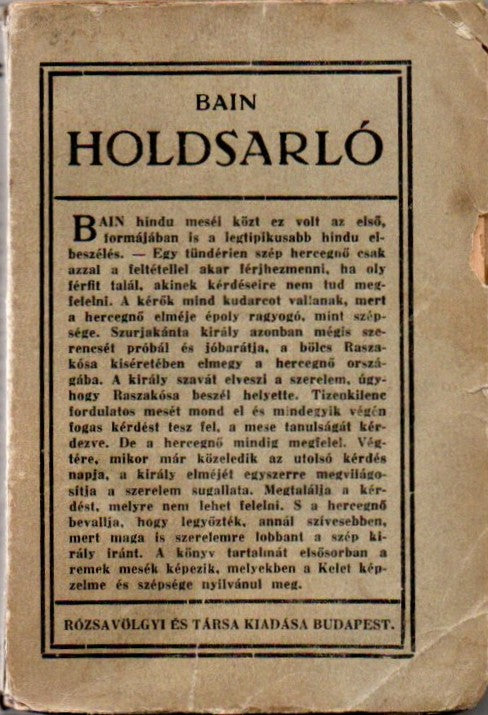 BAIN
HOLDSARLÓ
BAIN hindu meséi közt ez volt az első,
formájában is a legtipikusabb hindu el-
beszélés. — Egy tündérien szép hercegnő csak
azzal a feltétellel akar férjhezmenni, ha oly
férfit talál, akinek kérdéseire nem tud meg-
felelni. A kérők mind kudarcot vallanak, mert
a hercegnő elméje époly ragyogó, mint szép-
sége. Szurjakánta király azonban mégis sze-
rencsét próbál és jóbarátja, a bölcs Rasza-
kósa kiséretében elmegy a hercegnő orszá-
gába. A király szavát elveszi a szerelem, úgy-
hogy Raszakósa beszél helyette. Tizenkilenc
fordulatos mesét mond el és mindegyik végén
fogas kérdést tesz fel, a mese tanulságát kér-
dezve. De a hercegnő mindig megfelel. Vég-
tére, mikor már közeledik az utolsó kérdés
napja, a király elméjét egyszerre megvilágo-
sítja a szerelem sugallata. Megtalálja a kér-
dést, melyre nem lehet felelni. S a hercegnő
bevallja, hogy legyőzték, annál szivesebben,
mert maga is szerelemre lobbant a szép ki-
rály iránt. A könyv tartalmát elsősorban a
remek mesék képezik, melyekben a Kelet kép-
zelme és szépsége nyilvánul meg.
RÓZSAVÖLGYI ÉS TÁRSA KIADÁSA BUDAPEST.